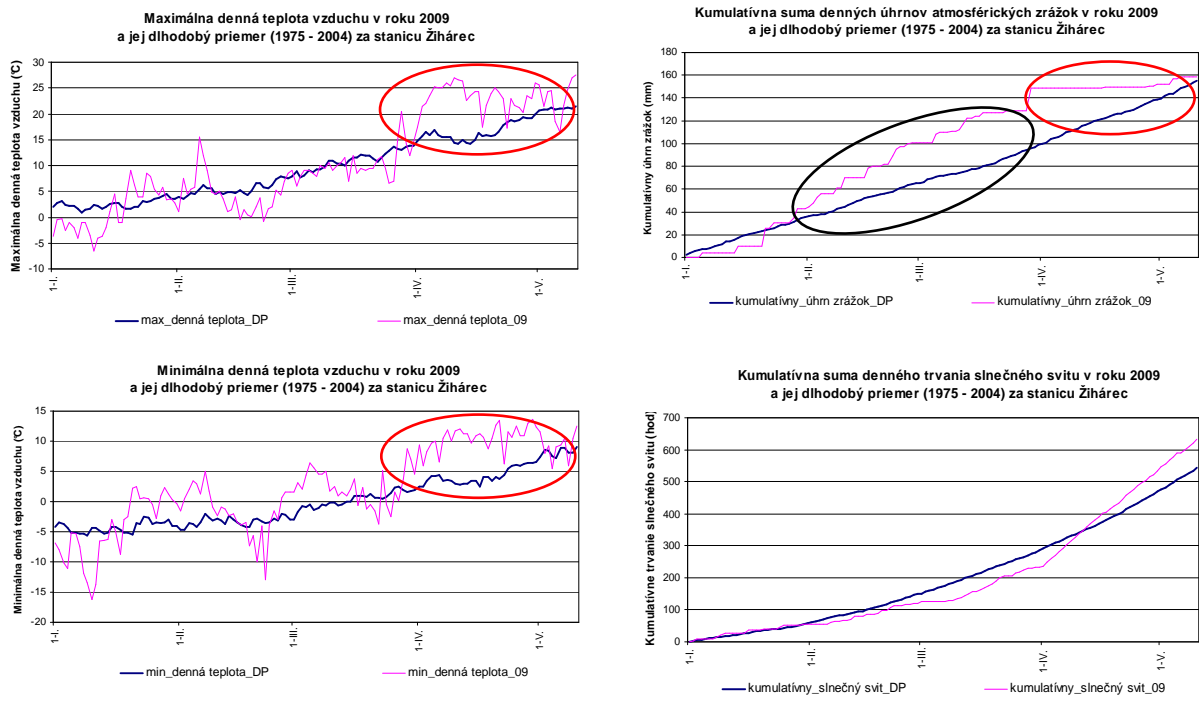 Maximálna denná teplota vzduchu v roku 2009
a jej dlhodobý priemer (1975 - 2004) za stanicu Žihárec
Maximálna denná teplota vzduchu (°C)
30
25
20
15
10
5
0
-5
-10
1-I.
1-II.
1-III.
1-IV.
1-V.
max_denná teplota_DP
max_denná teplota_09
Kumulatívna suma denných úhrnov atmosférických zrážok v roku 2009
a jej dlhodobý priemer (1975 - 2004) za stanicu Žihárec
Kumulatívny úhrn zrážok (mm)
180
160
140
120
100
80
60
40
20
0
1-I.
1-II.
1-III.
1-IV.
1-V.
kumulatívny_úhrn zrážok_DP
kumulatívny_úhrn zrážok_09
Minimálna denná teplota vzduchu v roku 2009
a jej dlhodobý priemer (1975 - 2004) za stanicu Žihárec
Minimálna denná teplota vzduchu (°C)
15
10
5
0
-5
-10
-15
-20
1-I.
1-II.
1-III.
1-IV.
1-V.
min_denná teplota_DP
min_denná teplota_09
Kumulatívna suma denného trvania slnečného svitu v roku 2009
a jej dlhodobý priemer (1975 - 2004) za stanicu Žihárec
Kumulatívne trvanie slnečného svitu (hod)
700
600
500
400
300
200
100
0
1-I.
1-II.
1-III.
1-IV.
1-V.
kumulatívny_slnečný svit_DP
kumulatívny_slnečný svit_09